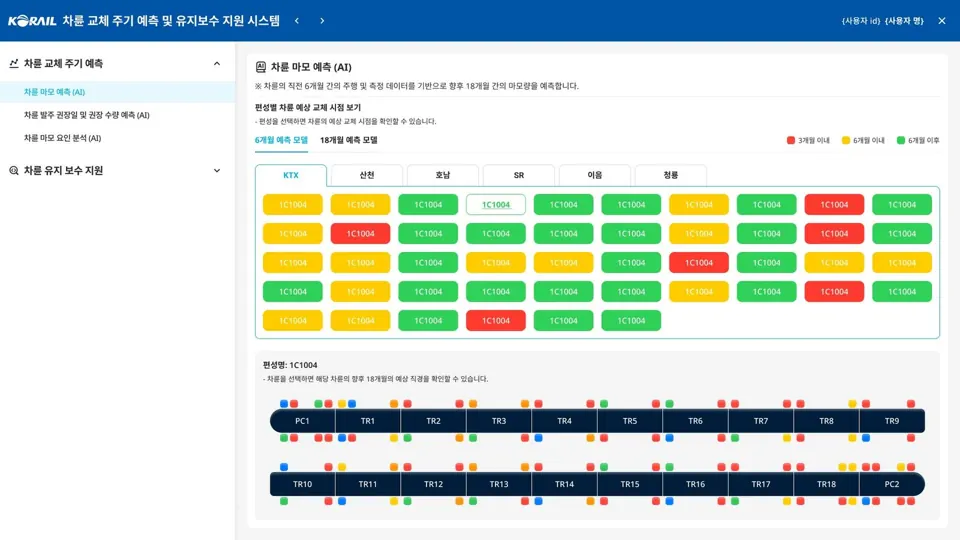 KORAIL 차륜 교체 주기 예측 및 유지보수 지원 시스템 < > {사용자 id} {사용자 명} ×
차륜 교체 주기 예측
차륜 마모 예측 (AI)
차륜 발주 권장일 및 권장 수량 예측 (AI)
차륜 마모 요인 분석 (AI)
차륜 유지 보수 지원
차륜 마모 예측 (AI)
※ 차륜의 직전 6개월 간의 주행 및 측정 데이터를 기반으로 향후 18개월 간의 마모량을 예측합니다.
편성별 차륜 예상 교체 시점 보기
- 편성을 선택하면 차륜의 예상 교체 시점을 확인할 수 있습니다.
6개월 예측 모델 18개월 예측 모델 3개월 이내 6개월 이내 6개월 이후
KTX 산천 호남 SR 이음 청룡
1C1004 1C1004 1C1004 1C1004 1C1004 1C1004 1C1004 1C1004 1C1004 1C1004
1C1004 1C1004 1C1004 1C1004 1C1004 1C1004 1C1004 1C1004 1C1004 1C1004
1C1004 1C1004 1C1004 1C1004 1C1004 1C1004 1C1004 1C1004 1C1004 1C1004
1C1004 1C1004 1C1004 1C1004 1C1004 1C1004 1C1004 1C1004 1C1004 1C1004
1C1004 1C1004 1C1004 1C1004 1C1004 1C1004
편성명: 1C1004
- 차륜을 선택하면 해당 차륜의 향후 18개월의 예상 직경을 확인할 수 있습니다.
PC1 TR1 TR2 TR3 TR4 TR5 TR6 TR7 TR8 TR9
TR10 TR11 TR12 TR13 TR14 TR15 TR16 TR17 TR18 PC2